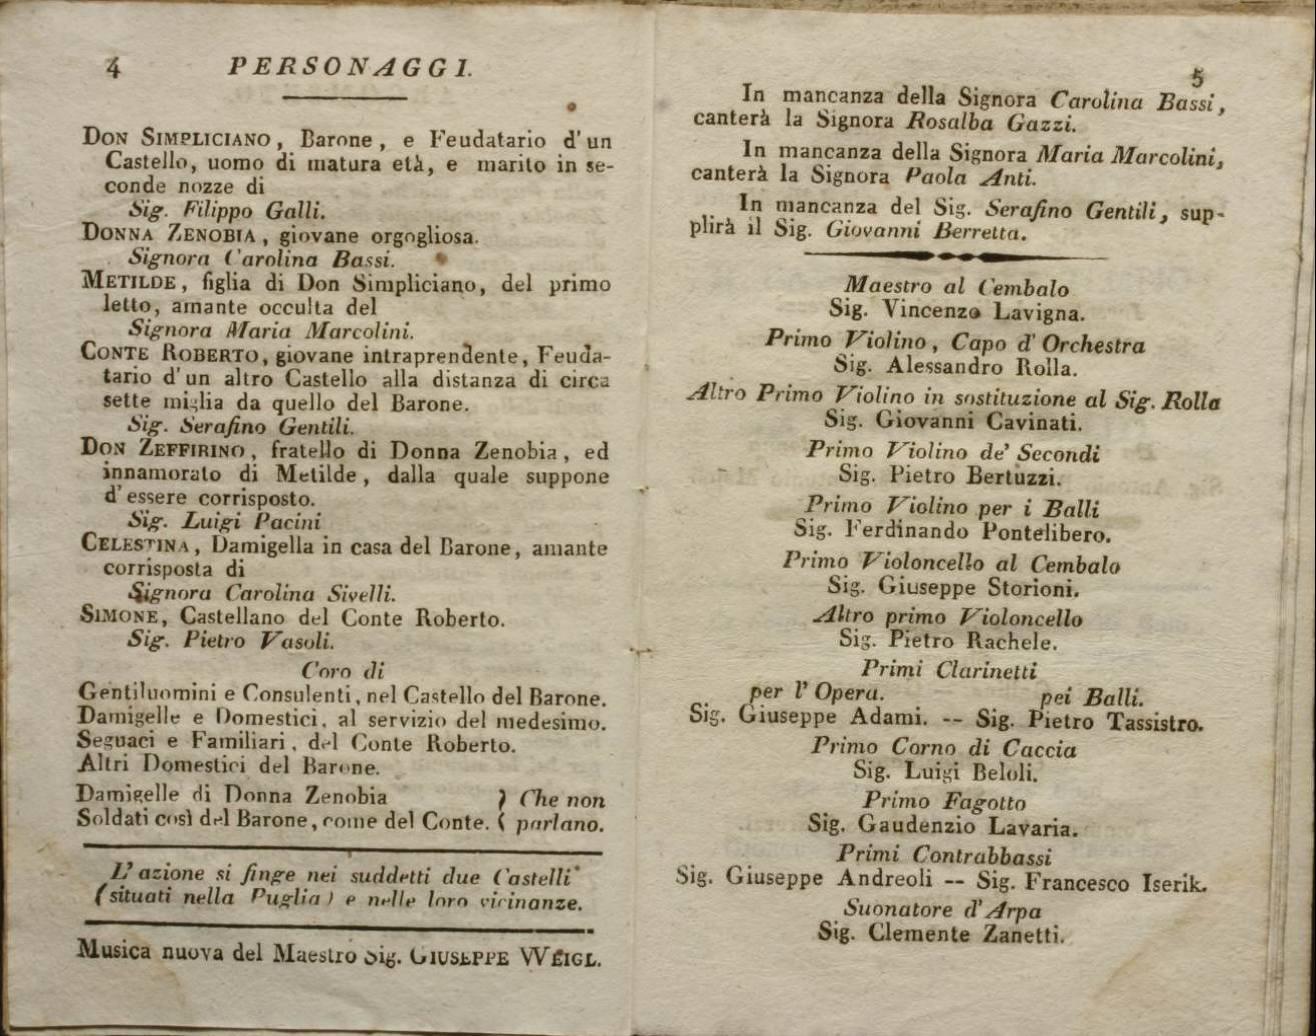 4 PERSONAGGI.
DON SIMPLICIANO, Barone, e Feudatario d'un
Castello, uomo di matura età, e marito in se-
conde nozze di
Sig. Filippo Galli.
DONNA ZENOBIA, giovane orgogliosa.
Signora Carolina Bassi.
METILDE, figlia di Don Simpliciano, del primo
letto, amante occulta del
Signora Maria Marcolini.
CONTE ROBERTO, giovane intraprendente, Feuda-
tario d'un altro Castello alla distanza di circa
sette miglia da quello del Barone.
Sig. Serafino Gentili.
DON ZEFFIRINO, fratello di Donna Zenobia, ed
innamorato di Metilde, dalla quale suppone
d'essere corrisposto.
Sig. Luigi Pacini
CELESTINA, Damigella in casa del Barone, amante
corrisposta di
Signora Carolina Sivelli.
SIMONE, Castellano del Conte Roberto.
Sig. Pietro Vasoli.
Coro di
Gentiluomini e Consulenti, nel Castello del Barone.
Damigelle e Domestici, al servizio del medesimo.
Seguaci e Familiari, del Conte Roberto.
Altri Domestici del Barone.
Damigelle di Donna Zenobia } Che non
Soldati così del Barone, come del Conte. { parlano.
L'azione si finge nei suddetti due Castelli
(situati nella Puglia) e nelle loro vicinanze.
Musica nuova del Maestro Sig. GIUSEPPE WEIGL.
5
In mancanza della Signora Carolina Bassi,
canterà la Signora Rosalba Gazzi.
In mancanza della Signora Maria Marcolini,
canterà la Signora Paola Anti.
In mancanza del Sig. Serafino Gentili, sup-
plirà il Sig. Giovanni Berretta.
Maestro al Cembalo
Sig. Vincenzo Lavigna.
Primo Violino, Capo d'Orchestra
Sig. Alessandro Rolla.
Altro Primo Violino in sostituzione al Sig. Rolla
Sig. Giovanni Cavinati.
Primo Violino de' Secondi
Sig. Pietro Bertuzzi.
Primo Violino per i Balli
Sig. Ferdinando Pontelibero.
Primo Violoncello al Cembalo
Sig. Giuseppe Storioni.
Altro primo Violoncello
Sig. Pietro Rachele.
Primi Clarinetti
per l'Opera. pei Balli.
Sig. Giuseppe Adami. -- Sig. Pietro Tassistro.
Primo Corno di Caccia
Sig. Luigi Beloli.
Primo Fagotto
Sig. Gaudenzio Lavaria.
Primi Contrabbassi
Sig. Giuseppe Andreoli -- Sig. Francesco Iserik.
Suonatore d'Arpa
Sig. Clemente Zanetti.